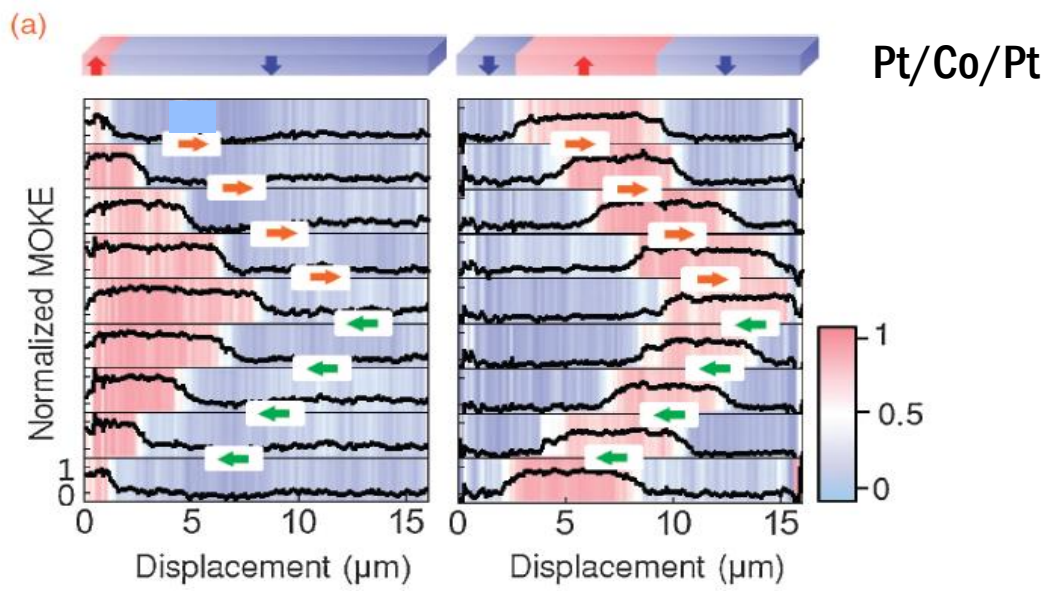 (a)
Pt/Co/Pt
Normalized MOKE
1
0
0 5 10 15
0 5 10 15
Displacement (µm)
Displacement (µm)
1
0.5
0